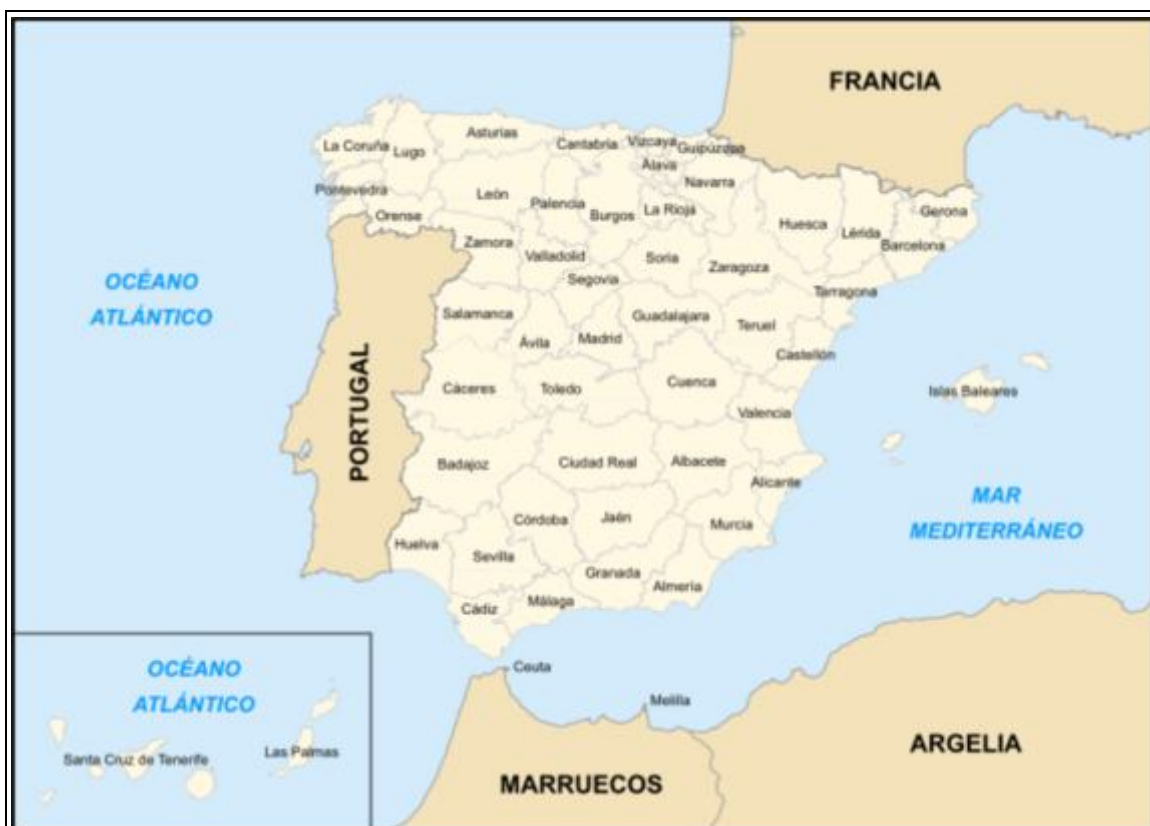 FRANCIA
Asturias
Cantabria
Vizcaya
Guipúzcoa
La Coruña
Lugo
Álava
Navarra
Pontevedra
León
Palencia
Burgos
La Rioja
Huesca
Lérida
Gerona
Orense
Barcelona
Zamora
Valladolid
Soria
Zaragoza
Segovia
Tarragona
OCÉANO
ATLÁNTICO
Salamanca
Ávila
Madrid
Guadalajara
Teruel
Castellón
PORTUGAL
Cáceres
Toledo
Cuenca
Valencia
Islas Baleares
Badajoz
Ciudad Real
Albacete
Alicante
MAR
MEDITERRÁNEO
Huelva
Sevilla
Córdoba
Jaén
Murcia
Granada
Almería
Cádiz
Málaga
Ceuta
Melilla
OCÉANO
ATLÁNTICO
Santa Cruz de Tenerife
Las Palmas
MARRUECOS
ARGELIA